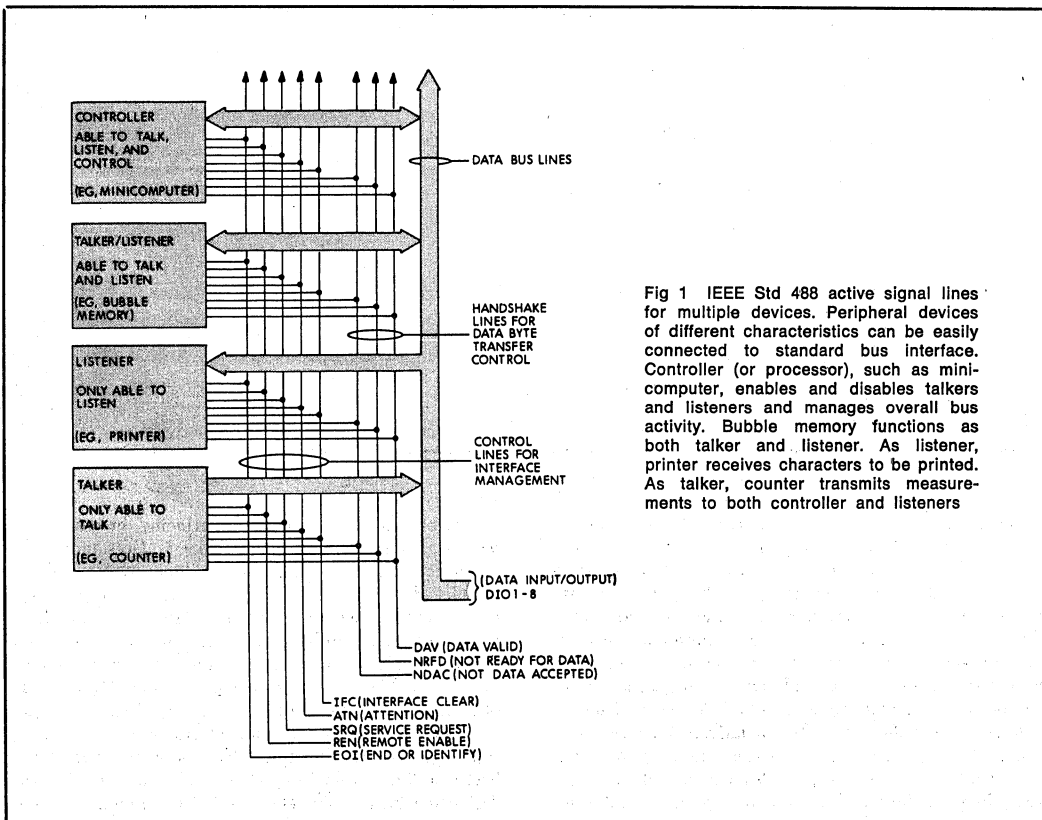 CONTROLLER
ABLE TO TALK,
LISTEN, AND
CONTROL
(EG, MINICOMPUTER)
DATA BUS LINES
TALKER/LISTENER
ABLE TO TALK
AND LISTEN
(EG, BUBBLE
MEMORY)
HANDSHAKE
LINES FOR
DATA BYTE
TRANSFER
CONTROL
LISTENER
ONLY ABLE TO
LISTEN
(EG, PRINTER)
CONTROL
LINES FOR
INTERFACE
MANAGEMENT
TALKER
ONLY ABLE TO
TALK
(EG, COUNTER)
(DATA INPUT/OUTPUT)
DIO1-8
DAV (DATA VALID)
NRFD (NOT READY FOR DATA)
NDAC (NOT DATA ACCEPTED)
IFC (INTERFACE CLEAR)
ATN (ATTENTION)
SRQ (SERVICE REQUEST)
REN (REMOTE ENABLE)
EOI (END OR IDENTIFY)
Fig 1 IEEE Std 488 active signal lines
for multiple devices. Peripheral devices
of different characteristics can be easily
connected to standard bus interface.
Controller (or processor), such as mini-
computer, enables and disables talkers
and listeners and manages overall bus
activity. Bubble memory functions as
both talker and listener. As listener,
printer receives characters to be printed.
As talker, counter transmits measure-
ments to both controller and listeners